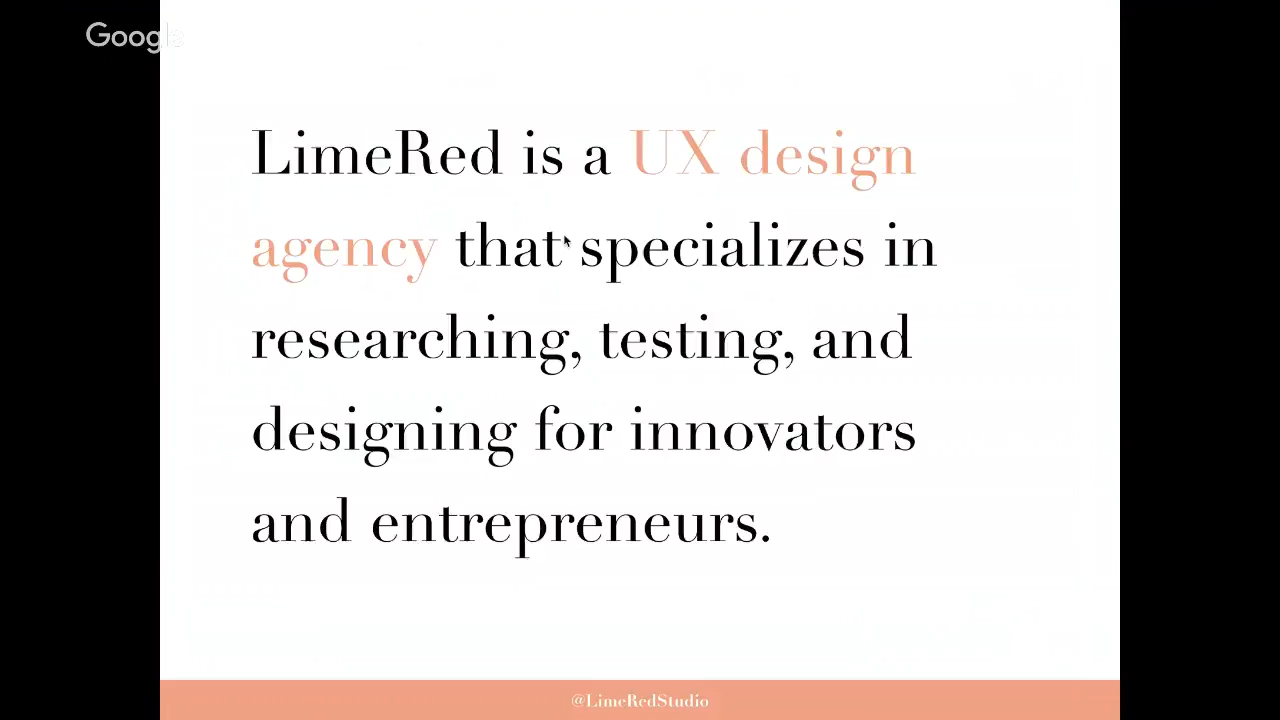 Google
LimeRed is a UX design
agency that specializes in
researching, testing, and
designing for innovators
and entrepreneurs.
@LimeRedStudio